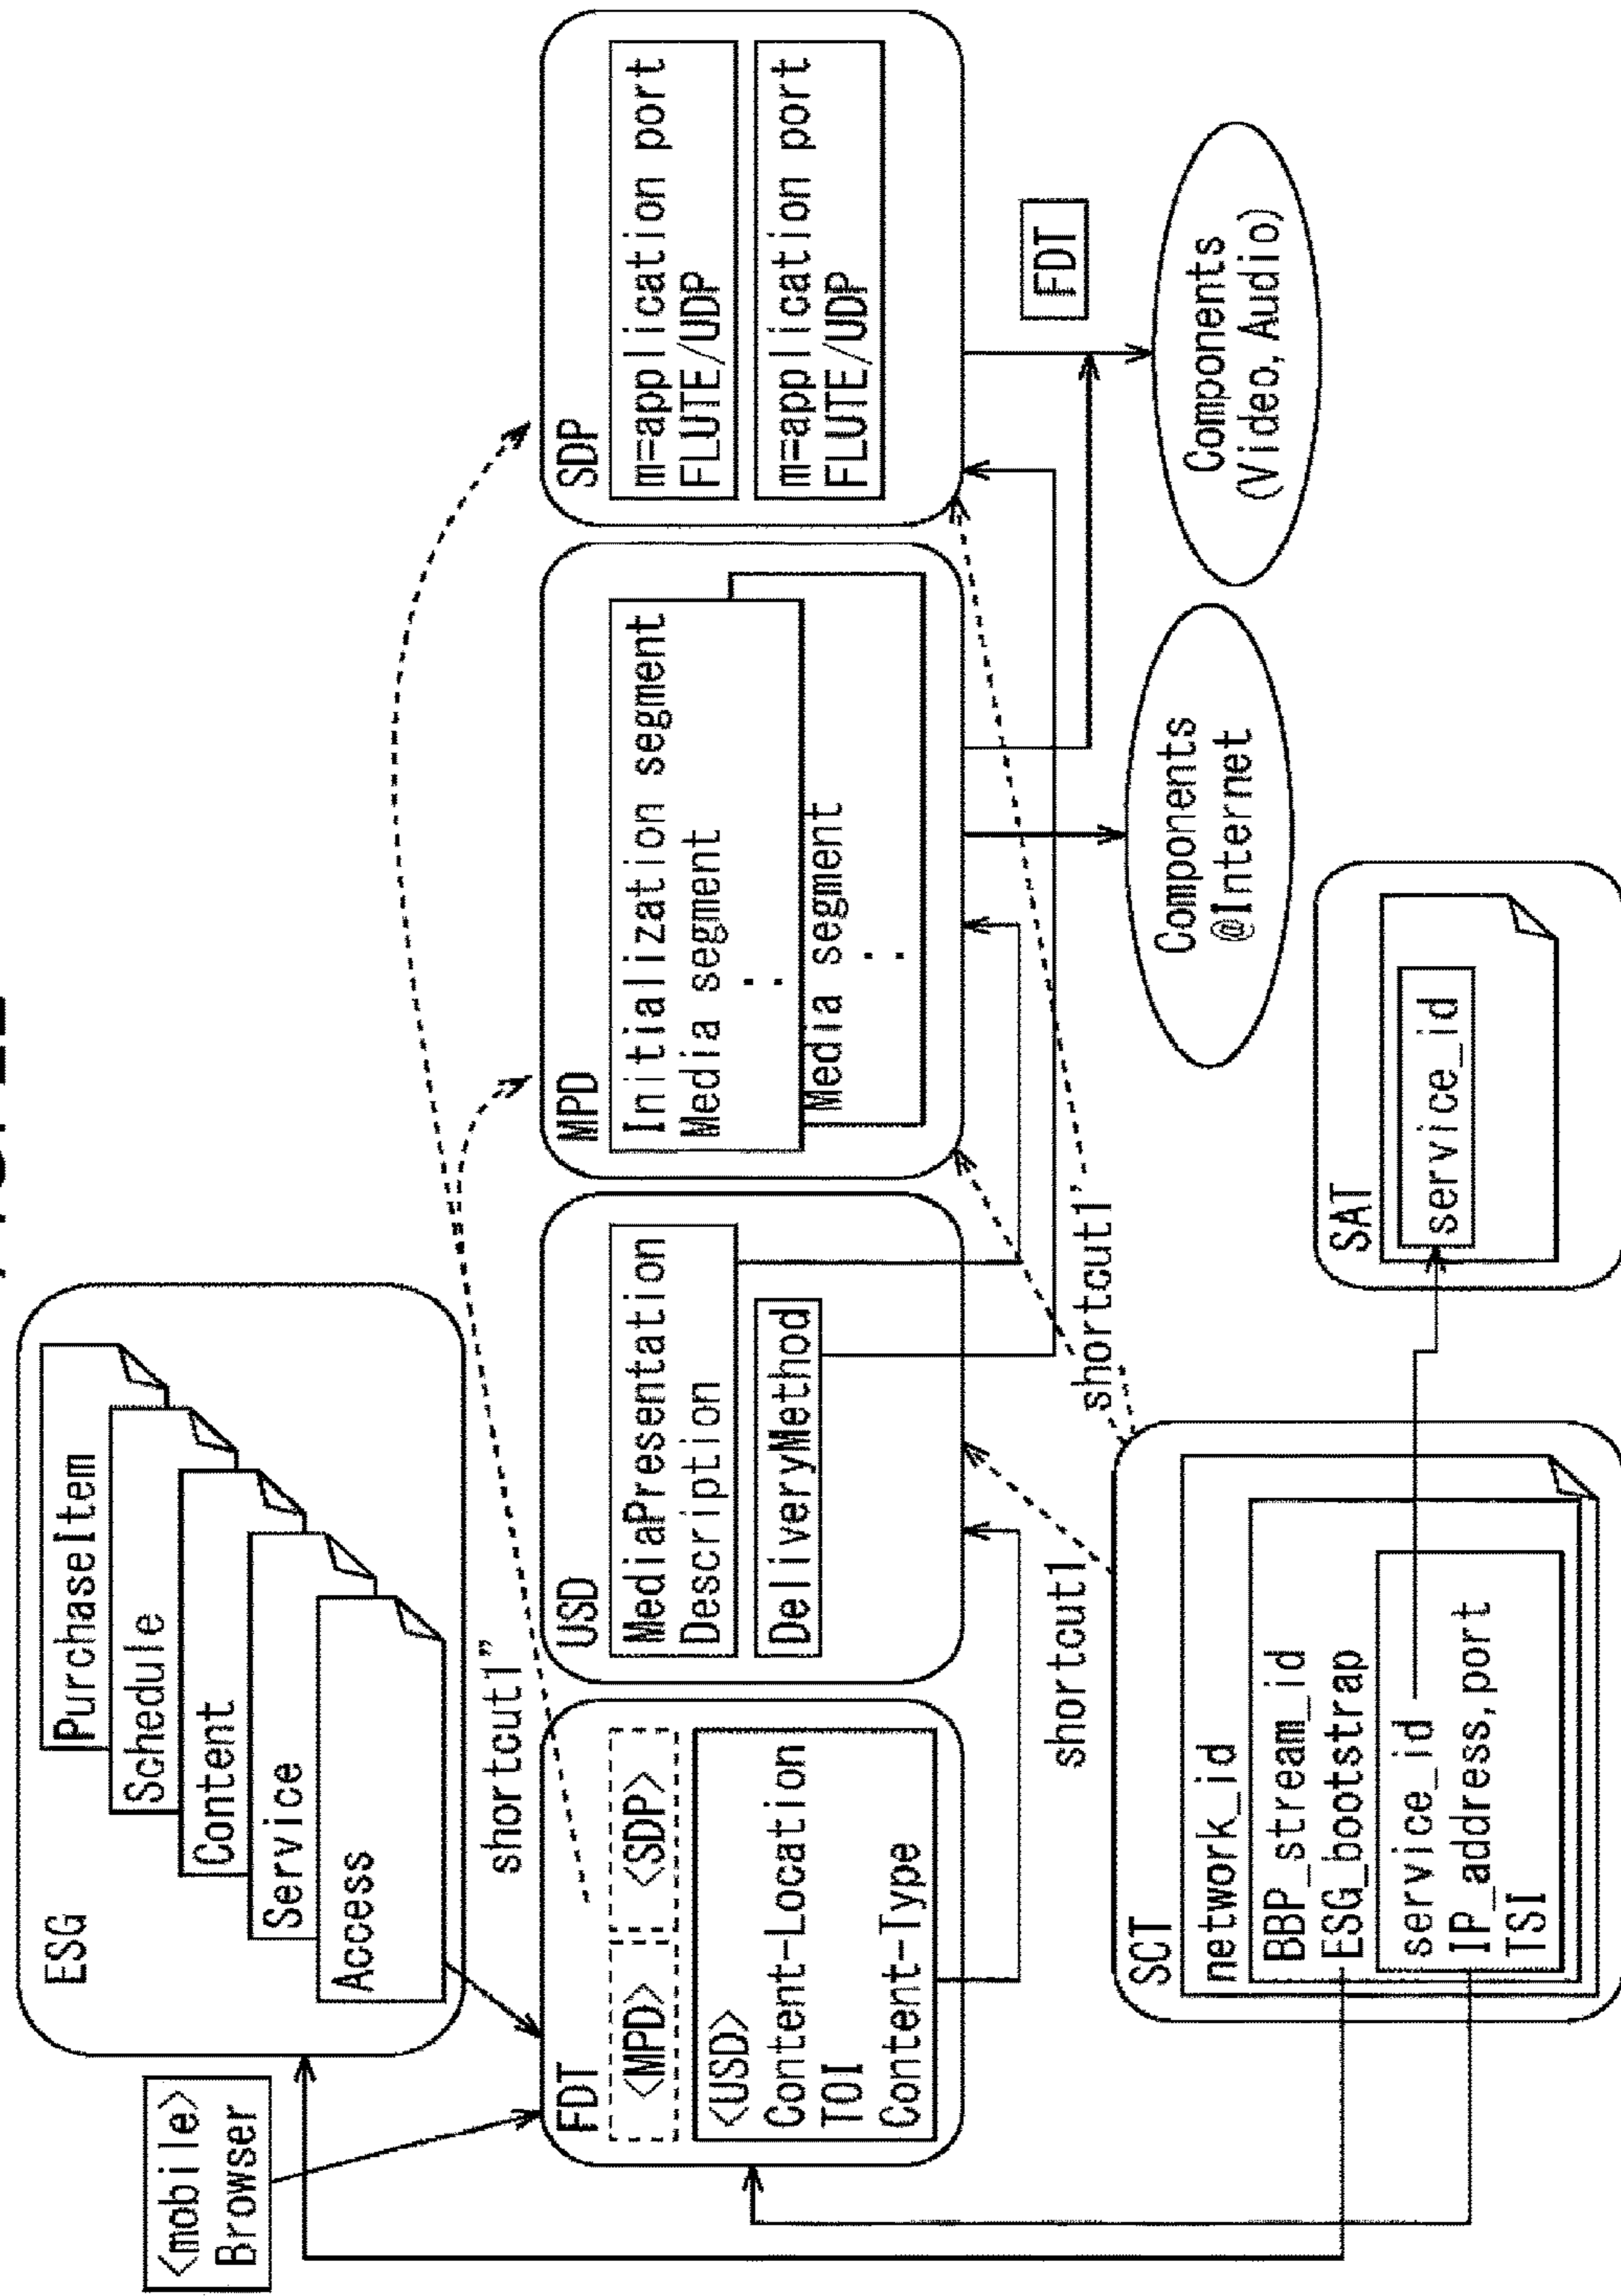 <mobile>
Browser
ESG
PurchaseItem
Schedule
Content
Service
Access
shortcut1”
FDT
<MPD>
<SDP>
<USD>
Content-Location
TOI
Content-Type
USD
MediaPresentation
Description
DeliveryMethod
MPD
Initialization segment
Media segment
:
Media segment
:
SDP
m=application port
FLUTE/UDP
m=application port
FLUTE/UDP
shortcut1
shortcut1'
FDT
Components
@Internet
Components
(Video, Audio)
SCT
network_id
BBP_stream_id
ESG_bootstrap
service_id
IP_address, port
TSI
SAT
service_id